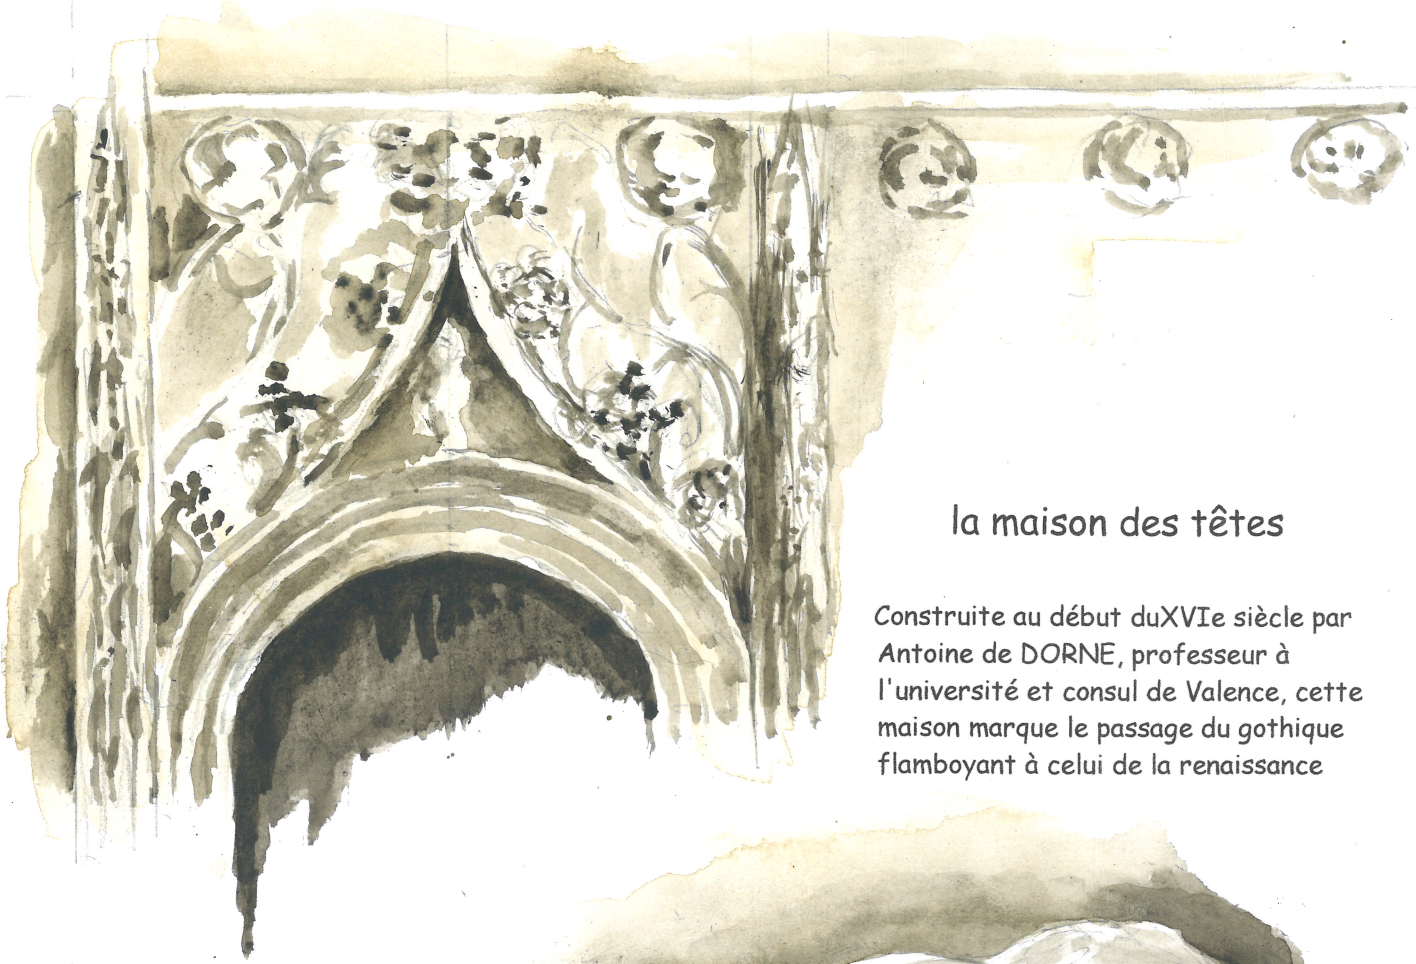 la maison des têtes
Construite au début duXVIe siècle par
Antoine de DORNE, professeur à
l'université et consul de Valence, cette
maison marque le passage du gothique
flamboyant à celui de la renaissance